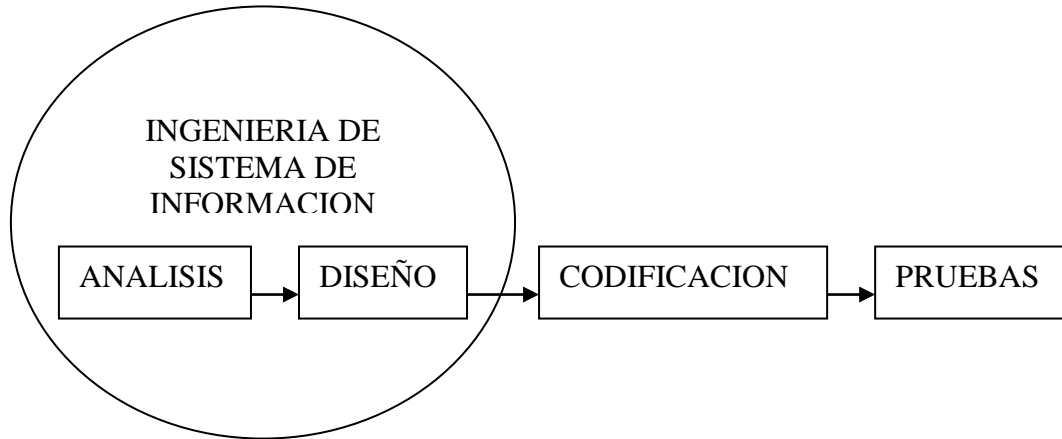 INGENIERIA DE
SISTEMA DE
INFORMACION
ANALISIS
DISEÑO
CODIFICACION
PRUEBAS